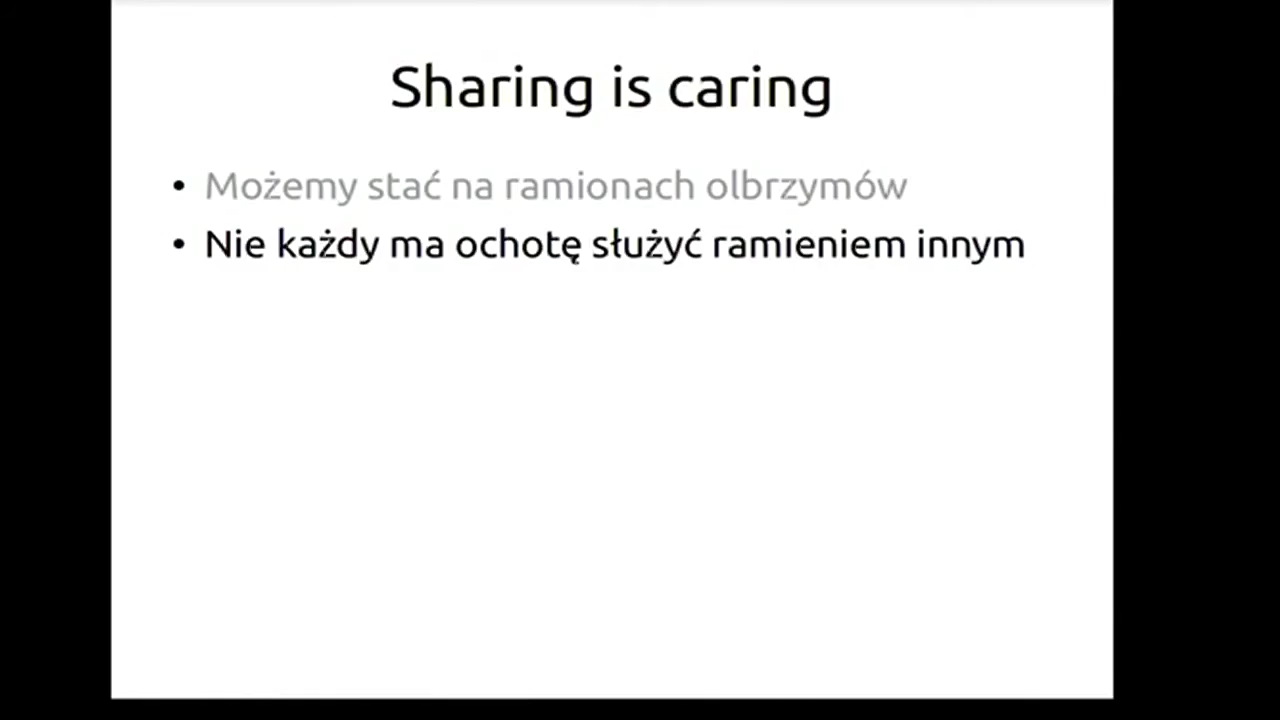 Sharing is caring
• Możemy stać na ramionach olbrzymów
• Nie każdy ma ochotę służyć ramieniem innym